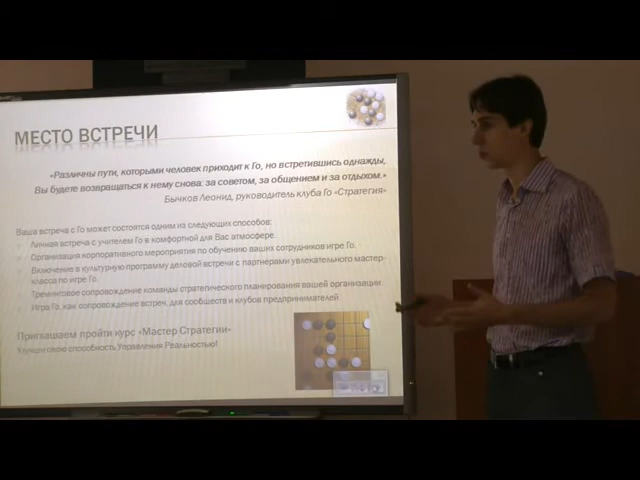 МЕСТО ВСТРЕЧИ
«Различны пути, которыми человек приходит к Го, но встретившись однажды,
Вы будете возвращаться к нему снова: за советом, за общением и за отдыхом.»
Бычков Леонид, руководитель клуба Го «Стратегия»
Ваша встреча с Го может состоятся одним из следующих способов:
Личная встреча с учителем Го в комфортной для Вас атмосфере.
Организация корпоративного мероприятия по обучению ваших сотрудников игре Го.
Включение в культурную программу деловой встречи с партнерами увлекательного мастер-
класса по игре Го.
Тренинговое сопровождение команды стратегического планирования вашей организации.
Игра Го, как сопровождение встреч, для сообществ и клубов предпринимателей
Приглашаем пройти курс «Мастер Стратегии»
Улучши свою способность Управления Реальностью!